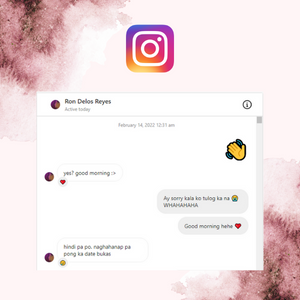 Ron Delos Reyes
Active today
February 14, 2022 12:31 am
yes? good morning :>
Ay sorry kala ko tulog ka na 😭
WHAHAHAHA
Good morning hehe ❤️
hindi pa po. naghahanap pa
pong ka date bukas